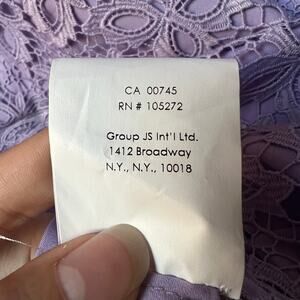 CA 00745
RN # 105272
Group JS Int'l Ltd.
1412 Broadway
N.Y., N.Y., 10018